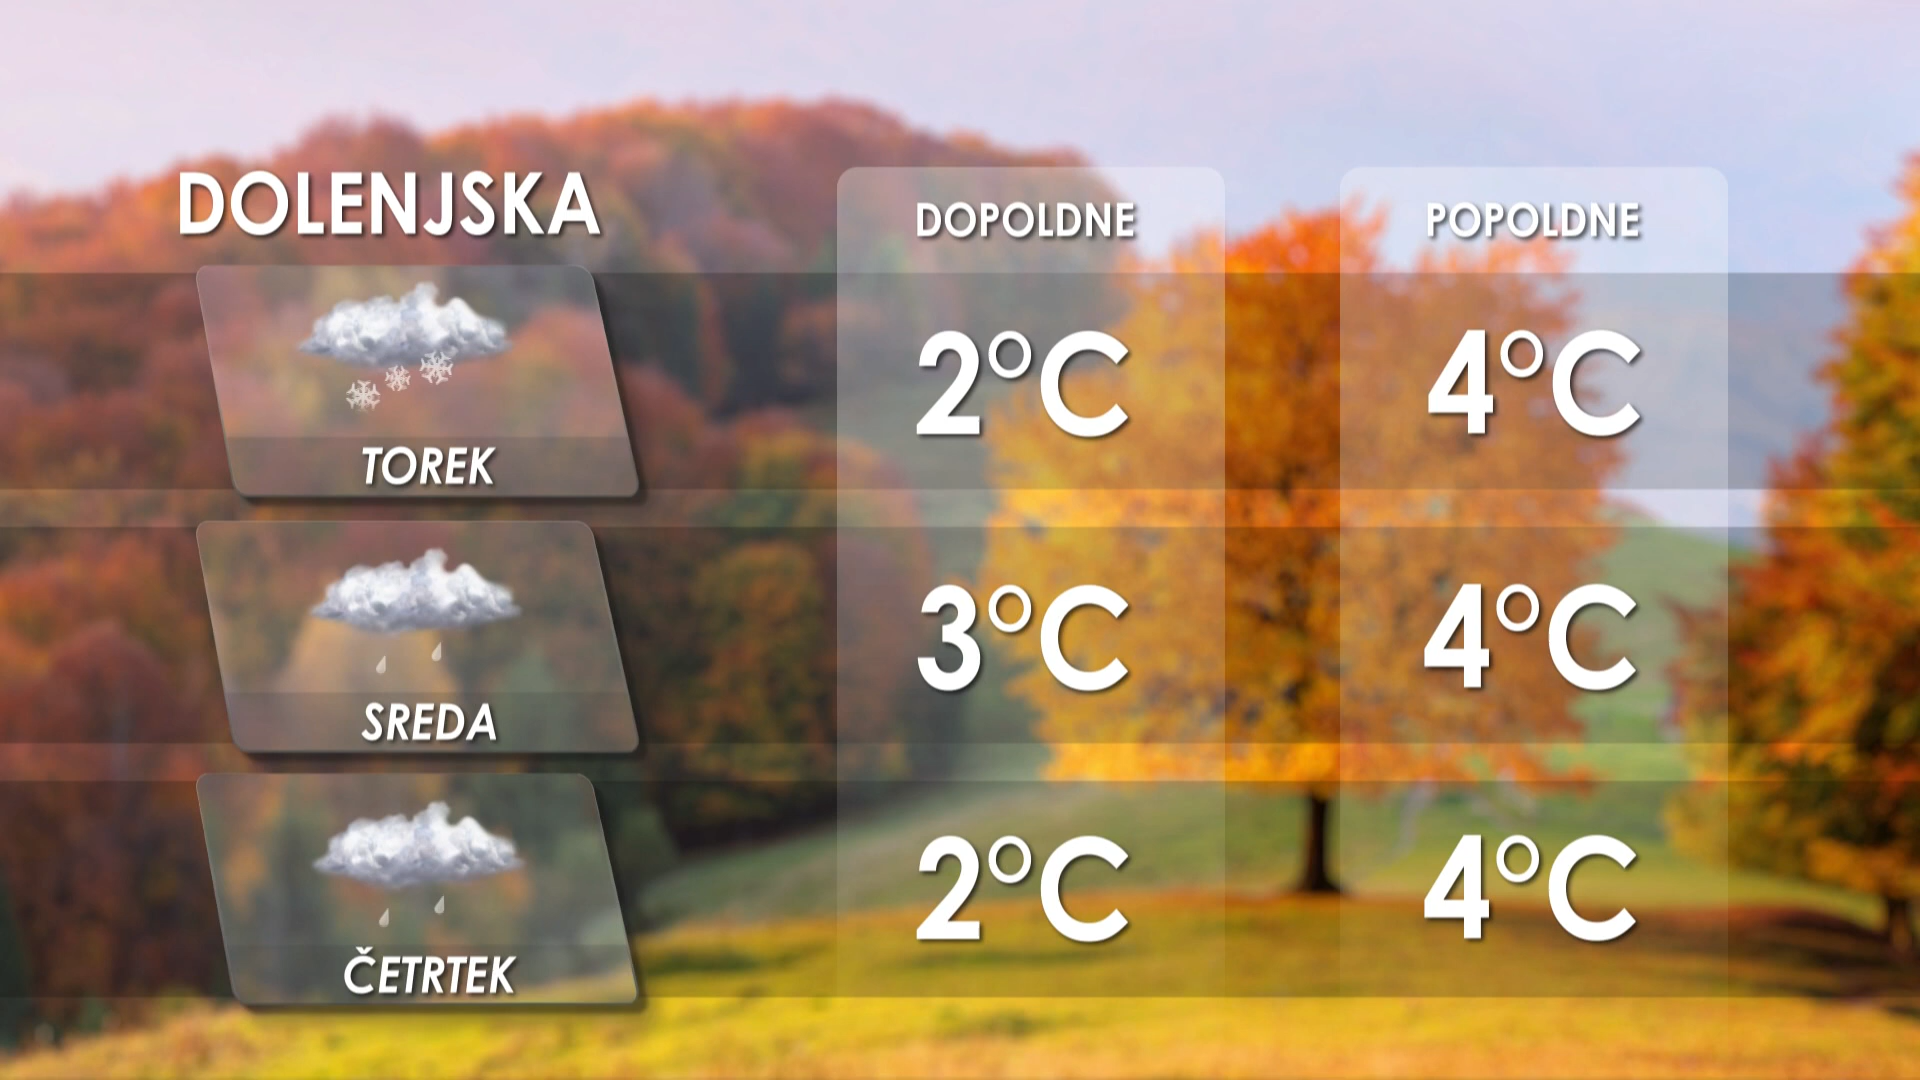 DOLENJSKA DOPOLDNE POPOLDNE
2°C 4°C
TOREK
3°C 4°C
SREDA
2°C 4°C
ČETRTEK